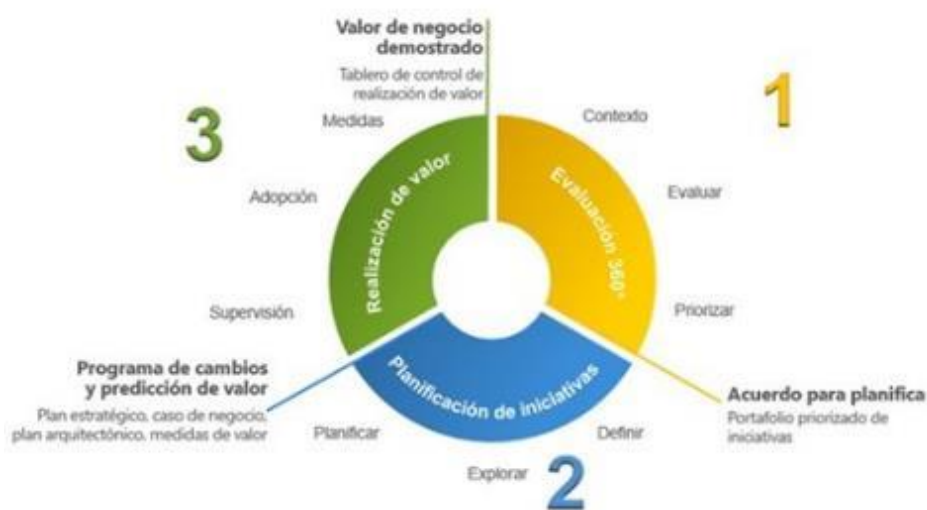 Valor de negocio
demostrado
Tablero de control de
realización de valor
1
3
Medidas
Contexto
Adopción
Evaluar
Realización de valor
Evaluación 360°
Supervisión
Priorizar
Programa de cambios
y predicción de valor
Plan estratégico, caso de negocio,
plan arquitectónico, medidas de valor
Planificación de iniciativas
Acuerdo para planifica
Portafolio priorizado de
iniciativas
Planificar
Definir
Explorar
2